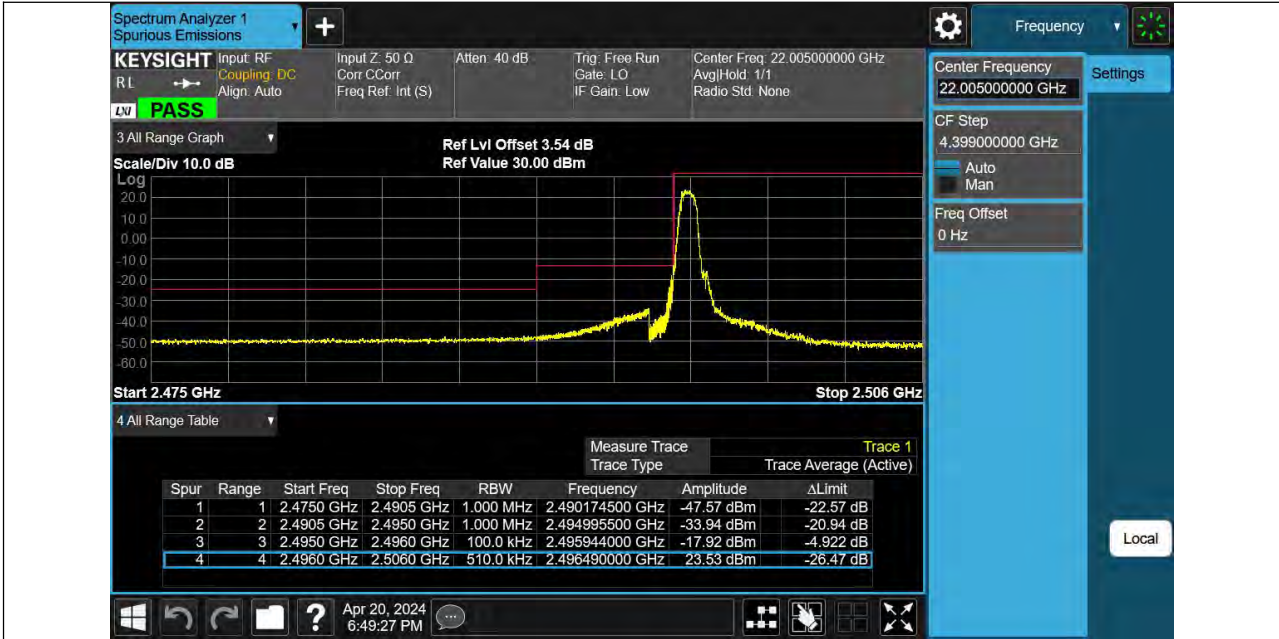 Spectrum Analyzer 1
Spurious Emissions
+
Frequency
KEYSIGHT
R L
LXI PASS
Input: RF
Coupling: DC
Align: Auto
Input Z: 50 Ω
Corr CCorr
Freq Ref: Int (S)
Atten: 40 dB
Trig: Free Run
Gate: LO
IF Gain: Low
Center Freq: 22.005000000 GHz
Avg|Hold: 1/1
Radio Std: None
Center Frequency
22.005000000 GHz
Settings
CF Step
4.399000000 GHz
Auto
Man
Freq Offset
0 Hz
Local
3 All Range Graph
Scale/Div 10.0 dB
Ref Lvl Offset 3.54 dB
Ref Value 30.00 dBm
Log
20.0
10.0
0.00
-10.0
-20.0
-30.0
-40.0
-50.0
-60.0
Start 2.475 GHz
Stop 2.506 GHz
4 All Range Table
Measure Trace Trace 1
Trace Type Trace Average (Active)
Spur Range Start Freq Stop Freq RBW Frequency Amplitude ΔLimit
1 1 2.4750 GHz 2.4905 GHz 1.000 MHz 2.490174500 GHz -47.57 dBm -22.57 dB
2 2 2.4905 GHz 2.4950 GHz 1.000 MHz 2.494995500 GHz -33.94 dBm -20.94 dB
3 3 2.4950 GHz 2.4960 GHz 100.0 kHz 2.495944000 GHz -17.92 dBm -4.922 dB
4 4 2.4960 GHz 2.5060 GHz 510.0 kHz 2.496490000 GHz 23.53 dBm -26.47 dB
?
Apr 20, 2024
6:49:27 PM